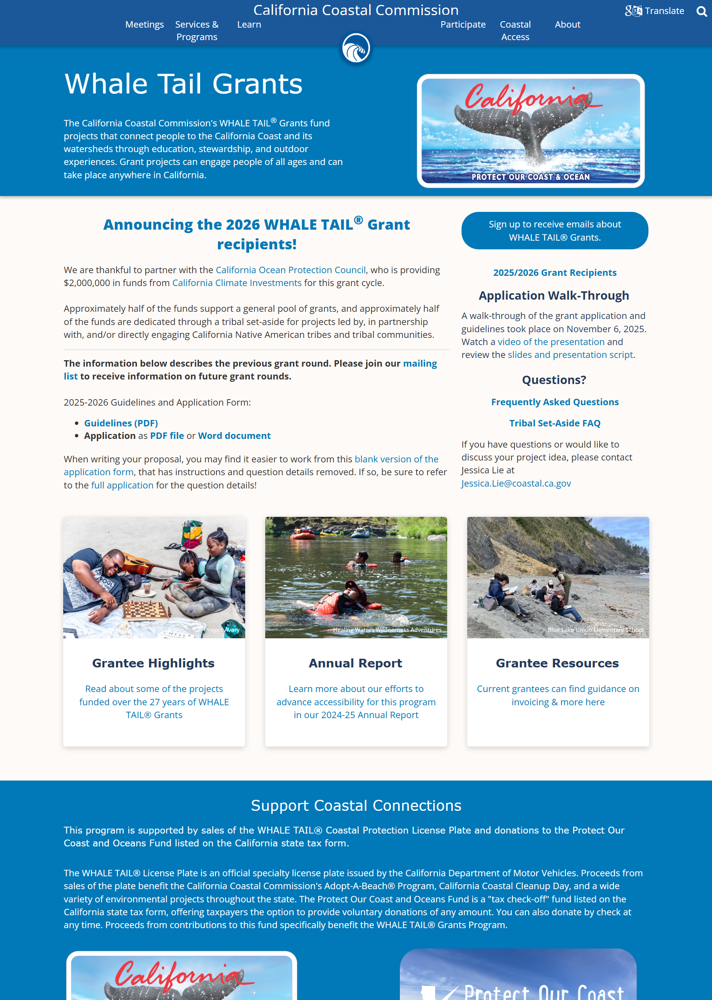 California Coastal Commission
Translate
Meetings
Services &
Programs
Learn
Participate
Coastal
Access
About
Whale Tail Grants
The California Coastal Commission's WHALE TAIL® Grants fund
projects that connect people to the California Coast and its
watersheds through education, stewardship, and outdoor
experiences. Grant projects can engage people of all ages and can
take place anywhere in California.
California
PROTECT OUR COAST & OCEAN
Announcing the 2026 WHALE TAIL® Grant
recipients!
We are thankful to partner with the California Ocean Protection Council, who is providing
$2,000,000 in funds from California Climate Investments for this grant cycle.
Approximately half of the funds support a general pool of grants, and approximately half
of the funds are dedicated through a tribal set-aside for projects led by, in partnership
with, and/or directly engaging California Native American tribes and tribal communities.
The information below describes the previous grant round. Please join our mailing
list to receive information on future grant rounds.
2025-2026 Guidelines and Application Form:
• Guidelines (PDF)
• Application as PDF file or Word document
When writing your proposal, you may find it easier to work from this blank version of the
application form, that has instructions and question details removed. If so, be sure to refer
to the full application for the question details!
Sign up to receive emails about
WHALE TAIL® Grants.
2025/2026 Grant Recipients
Application Walk-Through
A walk-through of the grant application and
guidelines took place on November 6, 2025.
Watch a video of the presentation and
review the slides and presentation script.
Questions?
Frequently Asked Questions
Tribal Set-Aside FAQ
If you have questions or would like to
discuss your project idea, please contact
Jessica Lie at
Jessica.Lie@coastal.ca.gov
CHESS
Project Avary
Grantee Highlights
Read about some of the projects
funded over the 27 years of WHALE
TAIL® Grants
Healing Waters Wildnerness Adventures
Annual Report
Learn more about our efforts to
advance accessibility for this program
in our 2024-25 Annual Report
Blue Lake Union Elementary School
Grantee Resources
Current grantees can find guidance on
invoicing & more here
Support Coastal Connections
This program is supported by sales of the WHALE TAIL® Coastal Protection License Plate and donations to the Protect Our
Coast and Oceans Fund listed on the California state tax form.
The WHALE TAIL® License Plate is an official specialty license plate issued by the California Department of Motor Vehicles. Proceeds from
sales of the plate benefit the California Coastal Commission's Adopt-A-Beach® Program, California Coastal Cleanup Day, and a wide
variety of environmental projects throughout the state. The Protect Our Coast and Oceans Fund is a "tax check-off" fund listed on the
California state tax form, offering taxpayers the option to provide voluntary donations of any amount. You can also donate by check at
any time. Proceeds from contributions to this fund specifically benefit the WHALE TAIL® Grants Program.
California
Protect Our Coast